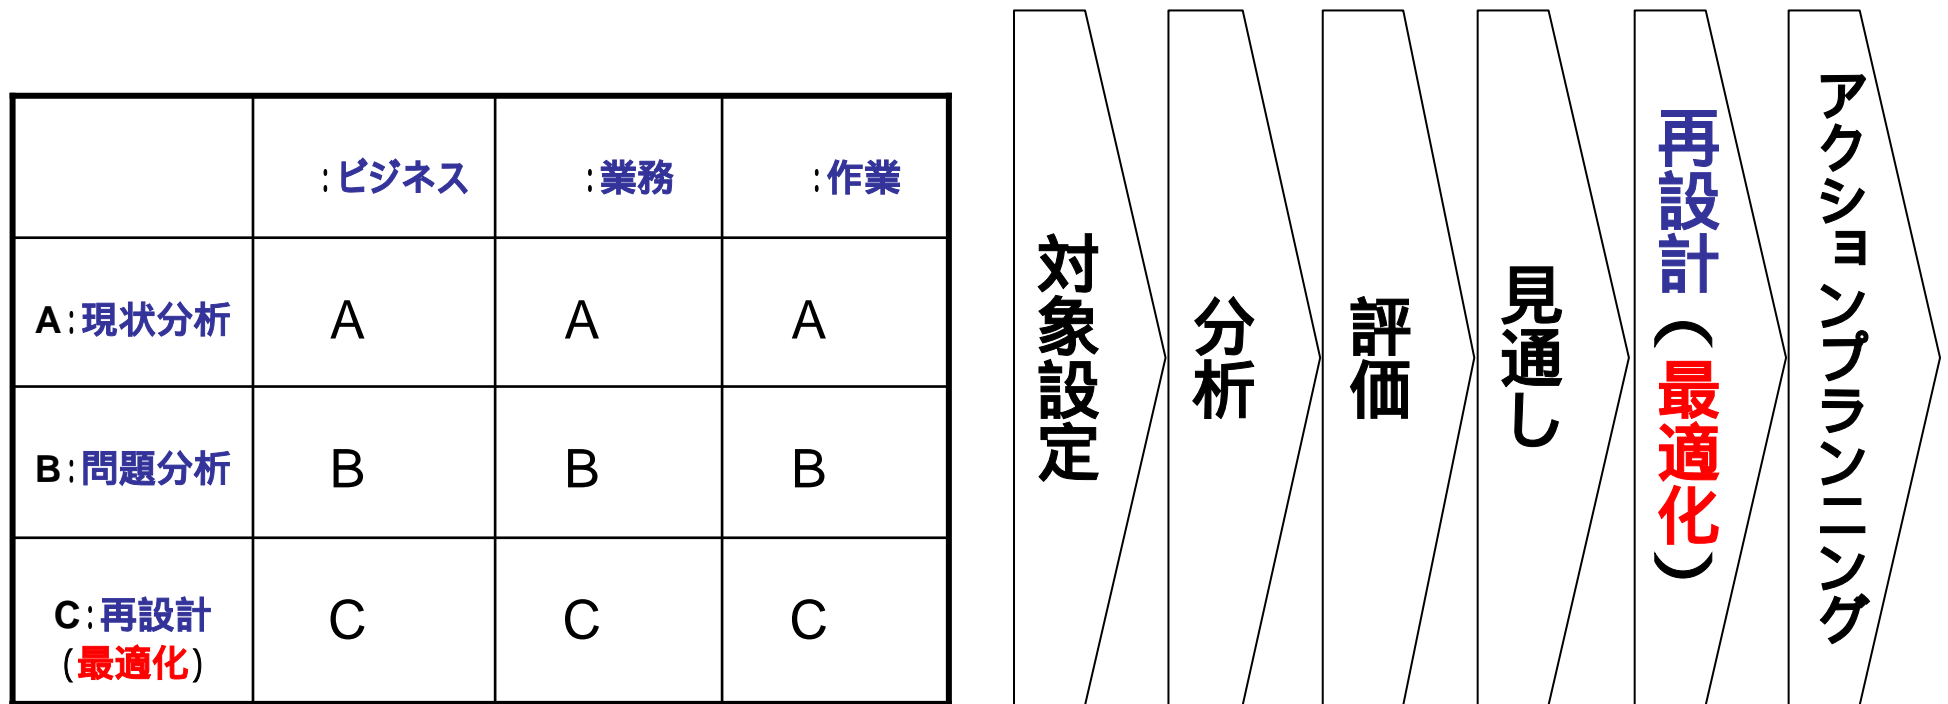 :ビジネス :業務 :作業
A:現状分析 A A A
B:問題分析 B B B
C:再設計 C C C
(最適化)
対象設定
分析
評価
見通し
再設計(最適化)
アクションプランニング